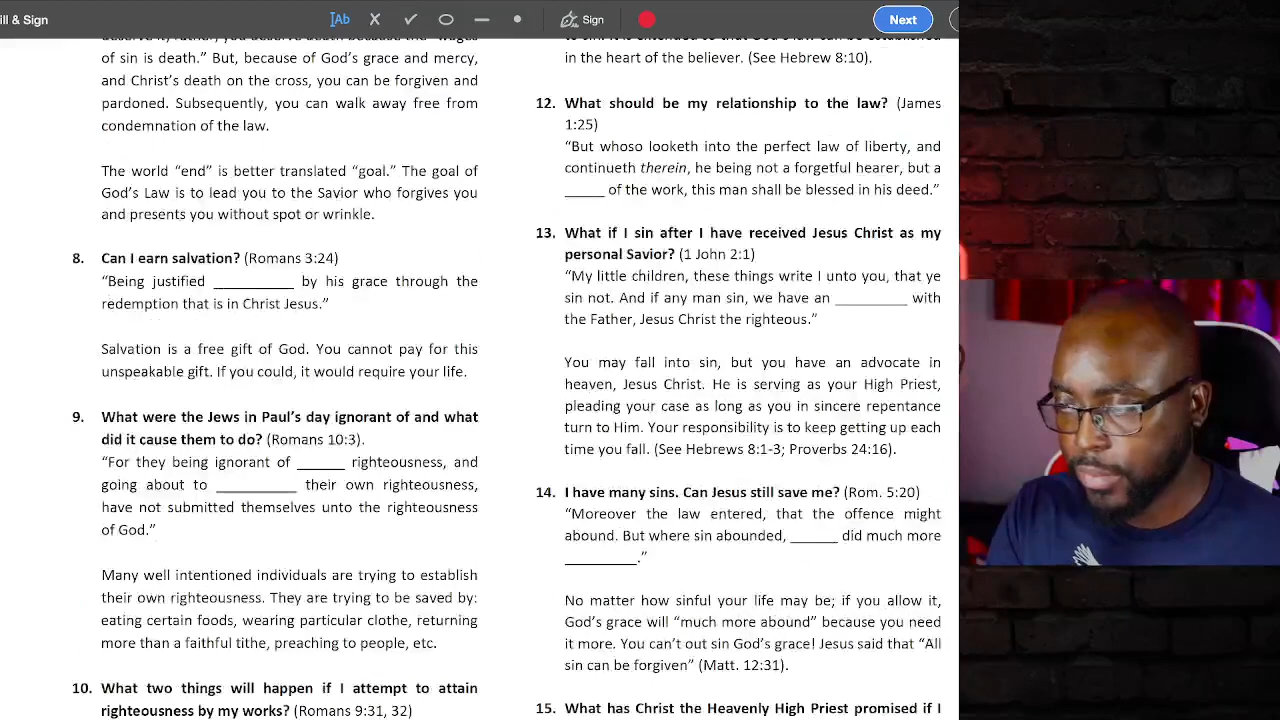 ill & Sign
Ab
Sign
Next
of sin is death.” But, because of God’s grace and mercy,
and Christ’s death on the cross, you can be forgiven and
pardoned. Subsequently, you can walk away free from
condemnation of the law.
The world “end” is better translated “goal.” The goal of
God’s Law is to lead you to the Savior who forgives you
and presents you without spot or wrinkle.
8. Can I earn salvation? (Romans 3:24)
“Being justified __________ by his grace through the
redemption that is in Christ Jesus.”
Salvation is a free gift of God. You cannot pay for this
unspeakable gift. If you could, it would require your life.
9. What were the Jews in Paul’s day ignorant of and what
did it cause them to do? (Romans 10:3).
“For they being ignorant of ______ righteousness, and
going about to __________ their own righteousness,
have not submitted themselves unto the righteousness
of God.”
Many well intentioned individuals are trying to establish
their own righteousness. They are trying to be saved by:
eating certain foods, wearing particular clothe, returning
more than a faithful tithe, preaching to people, etc.
10. What two things will happen if I attempt to attain
righteousness by my works? (Romans 9:31, 32)
in the heart of the believer. (See Hebrew 8:10).
12. What should be my relationship to the law? (James
1:25)
“But whoso looketh into the perfect law of liberty, and
continueth therein, he being not a forgetful hearer, but a
_____ of the work, this man shall be blessed in his deed.”
13. What if I sin after I have received Jesus Christ as my
personal Savior? (1 John 2:1)
“My little children, these things write I unto you, that ye
sin not. And if any man sin, we have an _________ with
the Father, Jesus Christ the righteous.”
You may fall into sin, but you have an advocate in
heaven, Jesus Christ. He is serving as your High Priest,
pleading your case as long as you in sincere repentance
turn to Him. Your responsibility is to keep getting up each
time you fall. (See Hebrews 8:1-3; Proverbs 24:16).
14. I have many sins. Can Jesus still save me? (Rom. 5:20)
“Moreover the law entered, that the offence might
abound. But where sin abounded, ______ did much more
_________.”
No matter how sinful your life may be; if you allow it,
God’s grace will “much more abound” because you need
it more. You can’t out sin God’s grace! Jesus said that “All
sin can be forgiven” (Matt. 12:31).
15. What has Christ the Heavenly High Priest promised if I